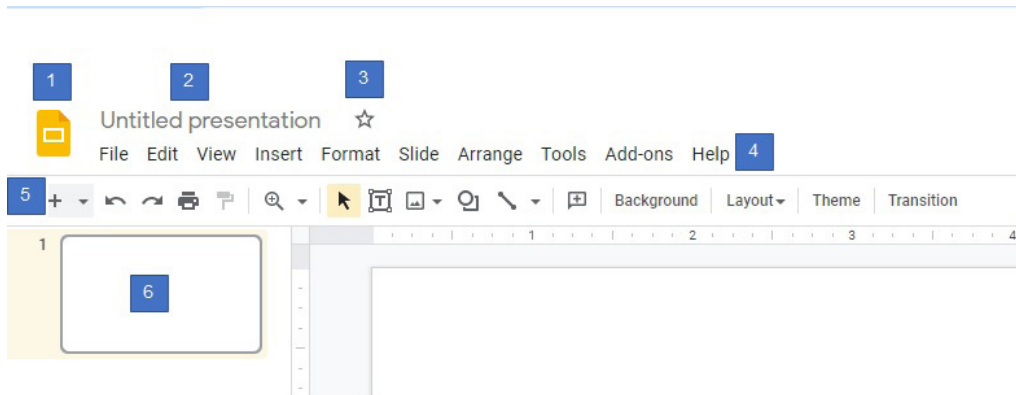 1 2 3
Untitled presentation
File Edit View Insert Format Slide Arrange Tools Add-ons Help 4
5 Background Layout Theme Transition
1 1 2 3 4
6